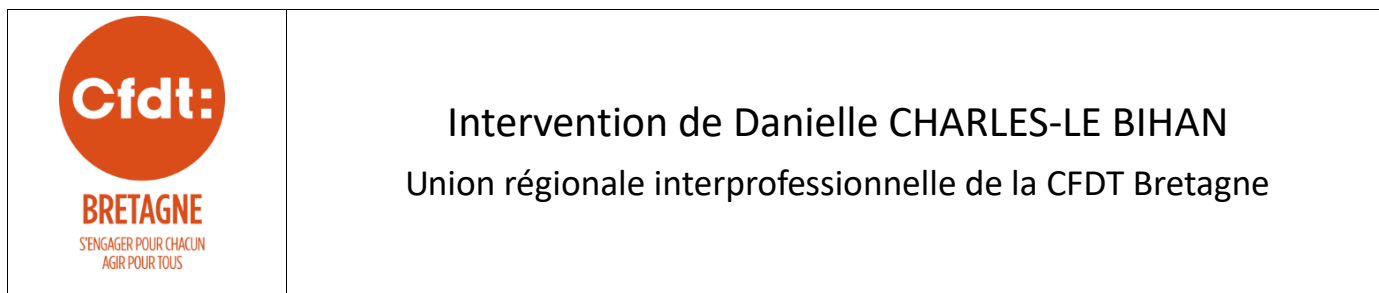 Cfdt:
BRETAGNE
S'ENGAGER POUR CHACUN
AGIR POUR TOUS
Intervention de Danielle CHARLES-LE BIHAN
Union régionale interprofessionnelle de la CFDT Bretagne